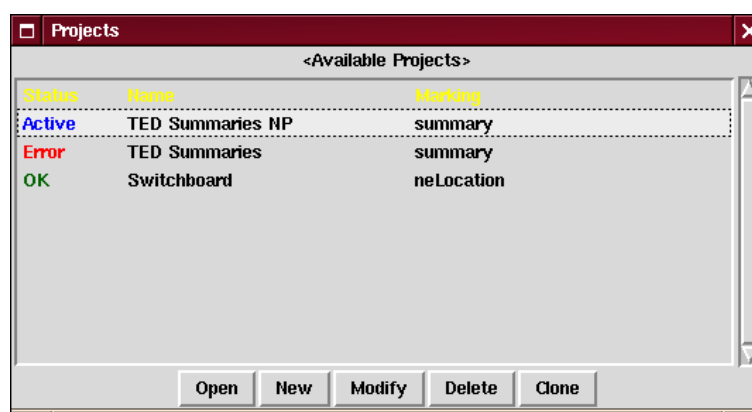 Projects
<Available Projects>
Status Name Marking
Active TED Summaries NP summary
Error TED Summaries summary
OK Switchboard neLocation
Open New Modify Delete Clone